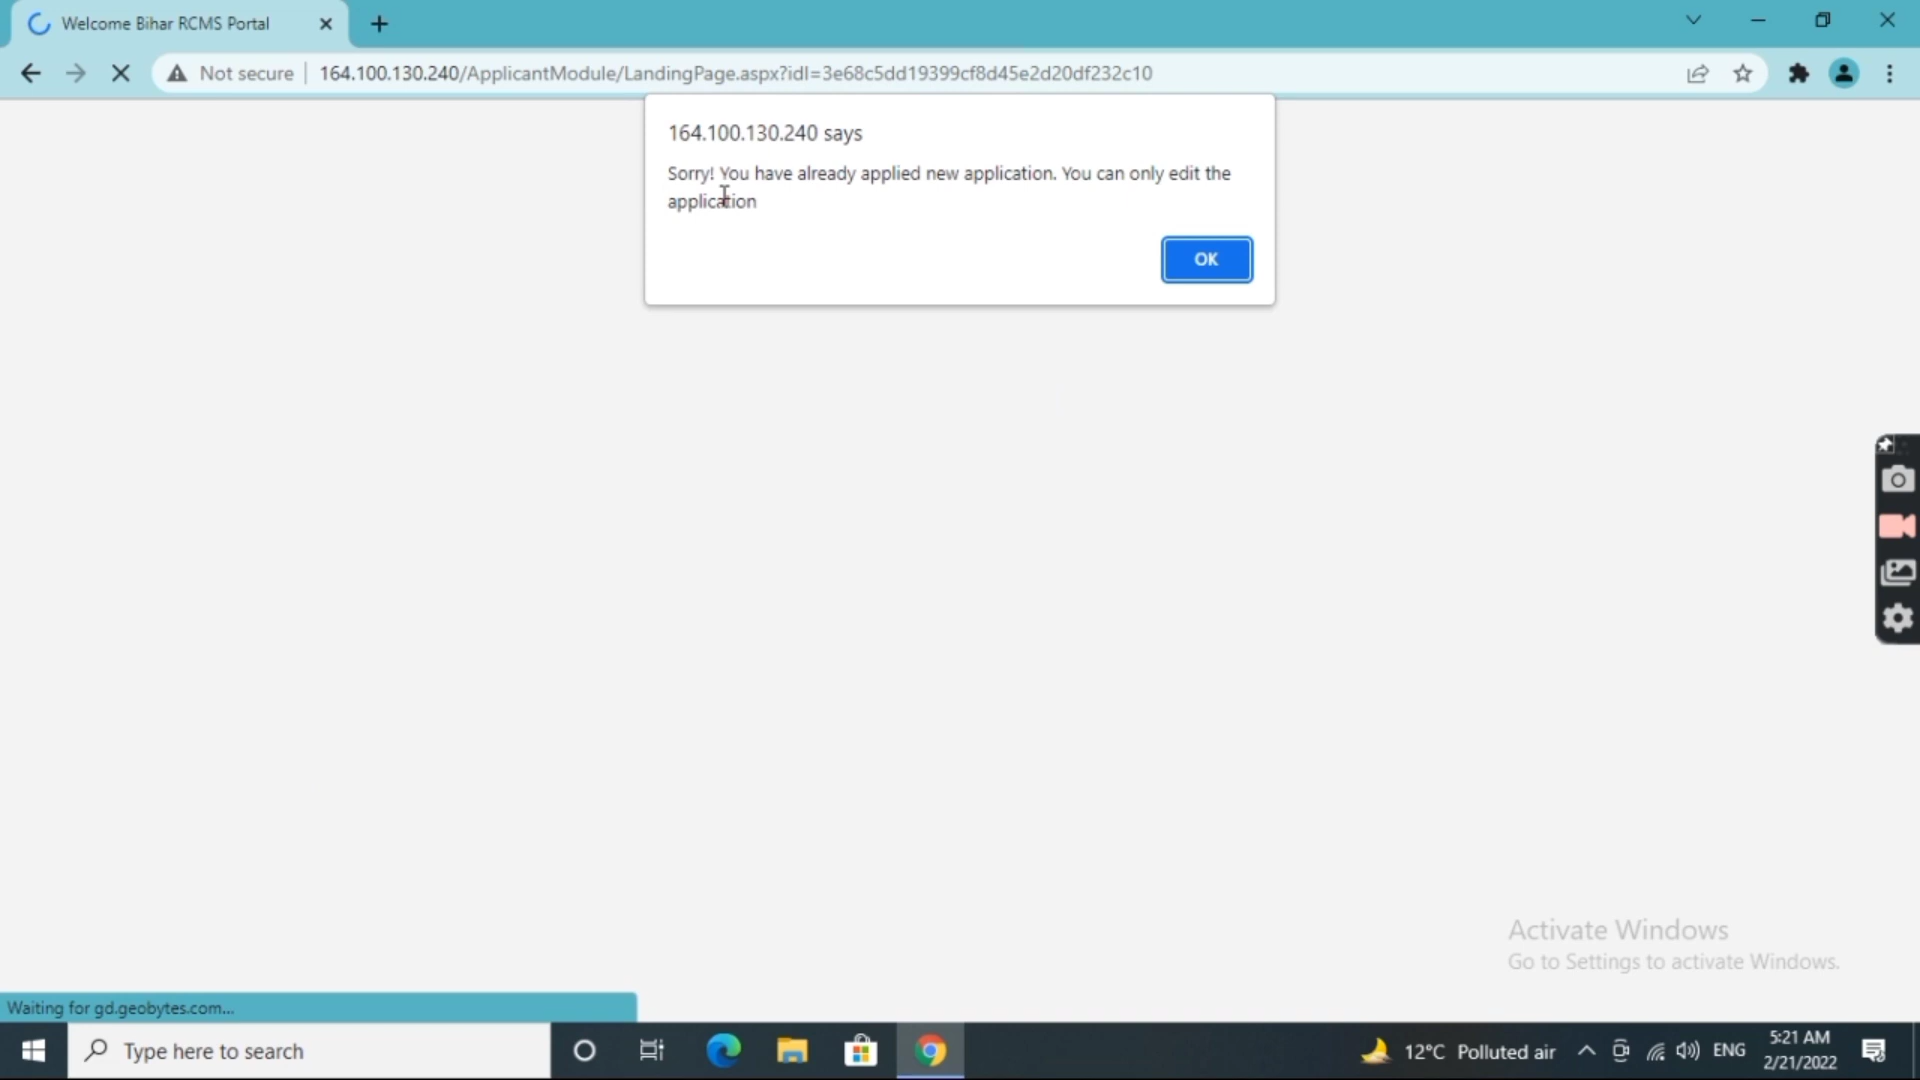 Welcome Bihar RCMS Portal
Not secure
164.100.130.240/ApplicantModule/LandingPage.aspx?idl=3e68c5dd19399cf8d45e2d20df232c10
164.100.130.240 says
Sorry! You have already applied new application. You can only edit the
application
OK
Activate Windows
Go to Settings to activate Windows.
Waiting for gd.geobytes.com...
Type here to search
12°C Polluted air
ENG
5:21 AM
2/21/2022